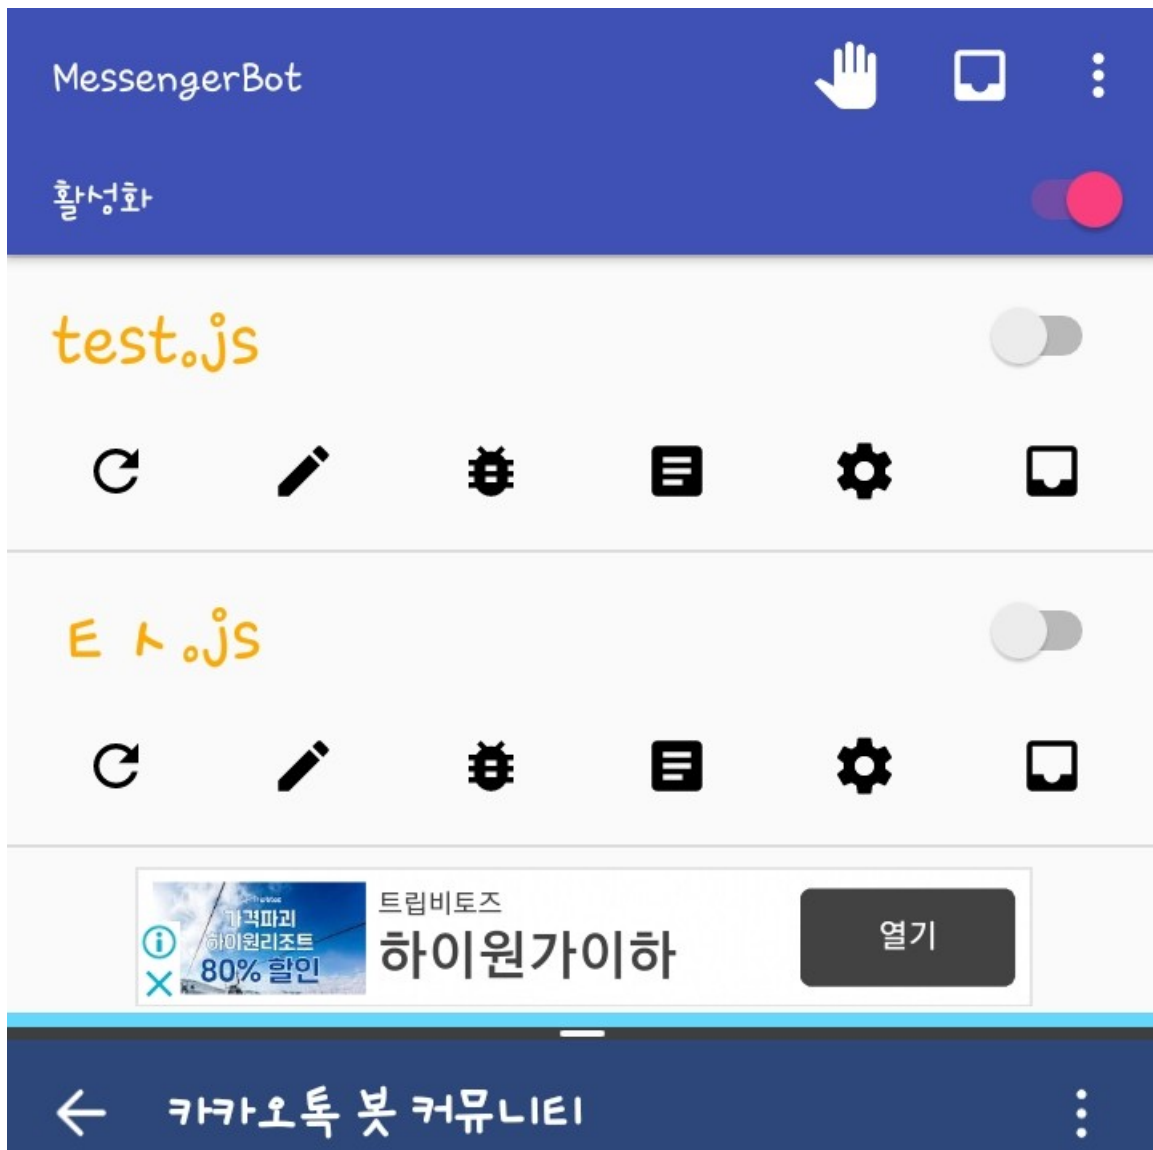 MessengerBot
활성화
test.js
ㅌ ㅅ.js
가격파괴
하이원리조트
80% 할인
트립비토즈
하이원가이하
열기
카카오톡 봇 커뮤니티